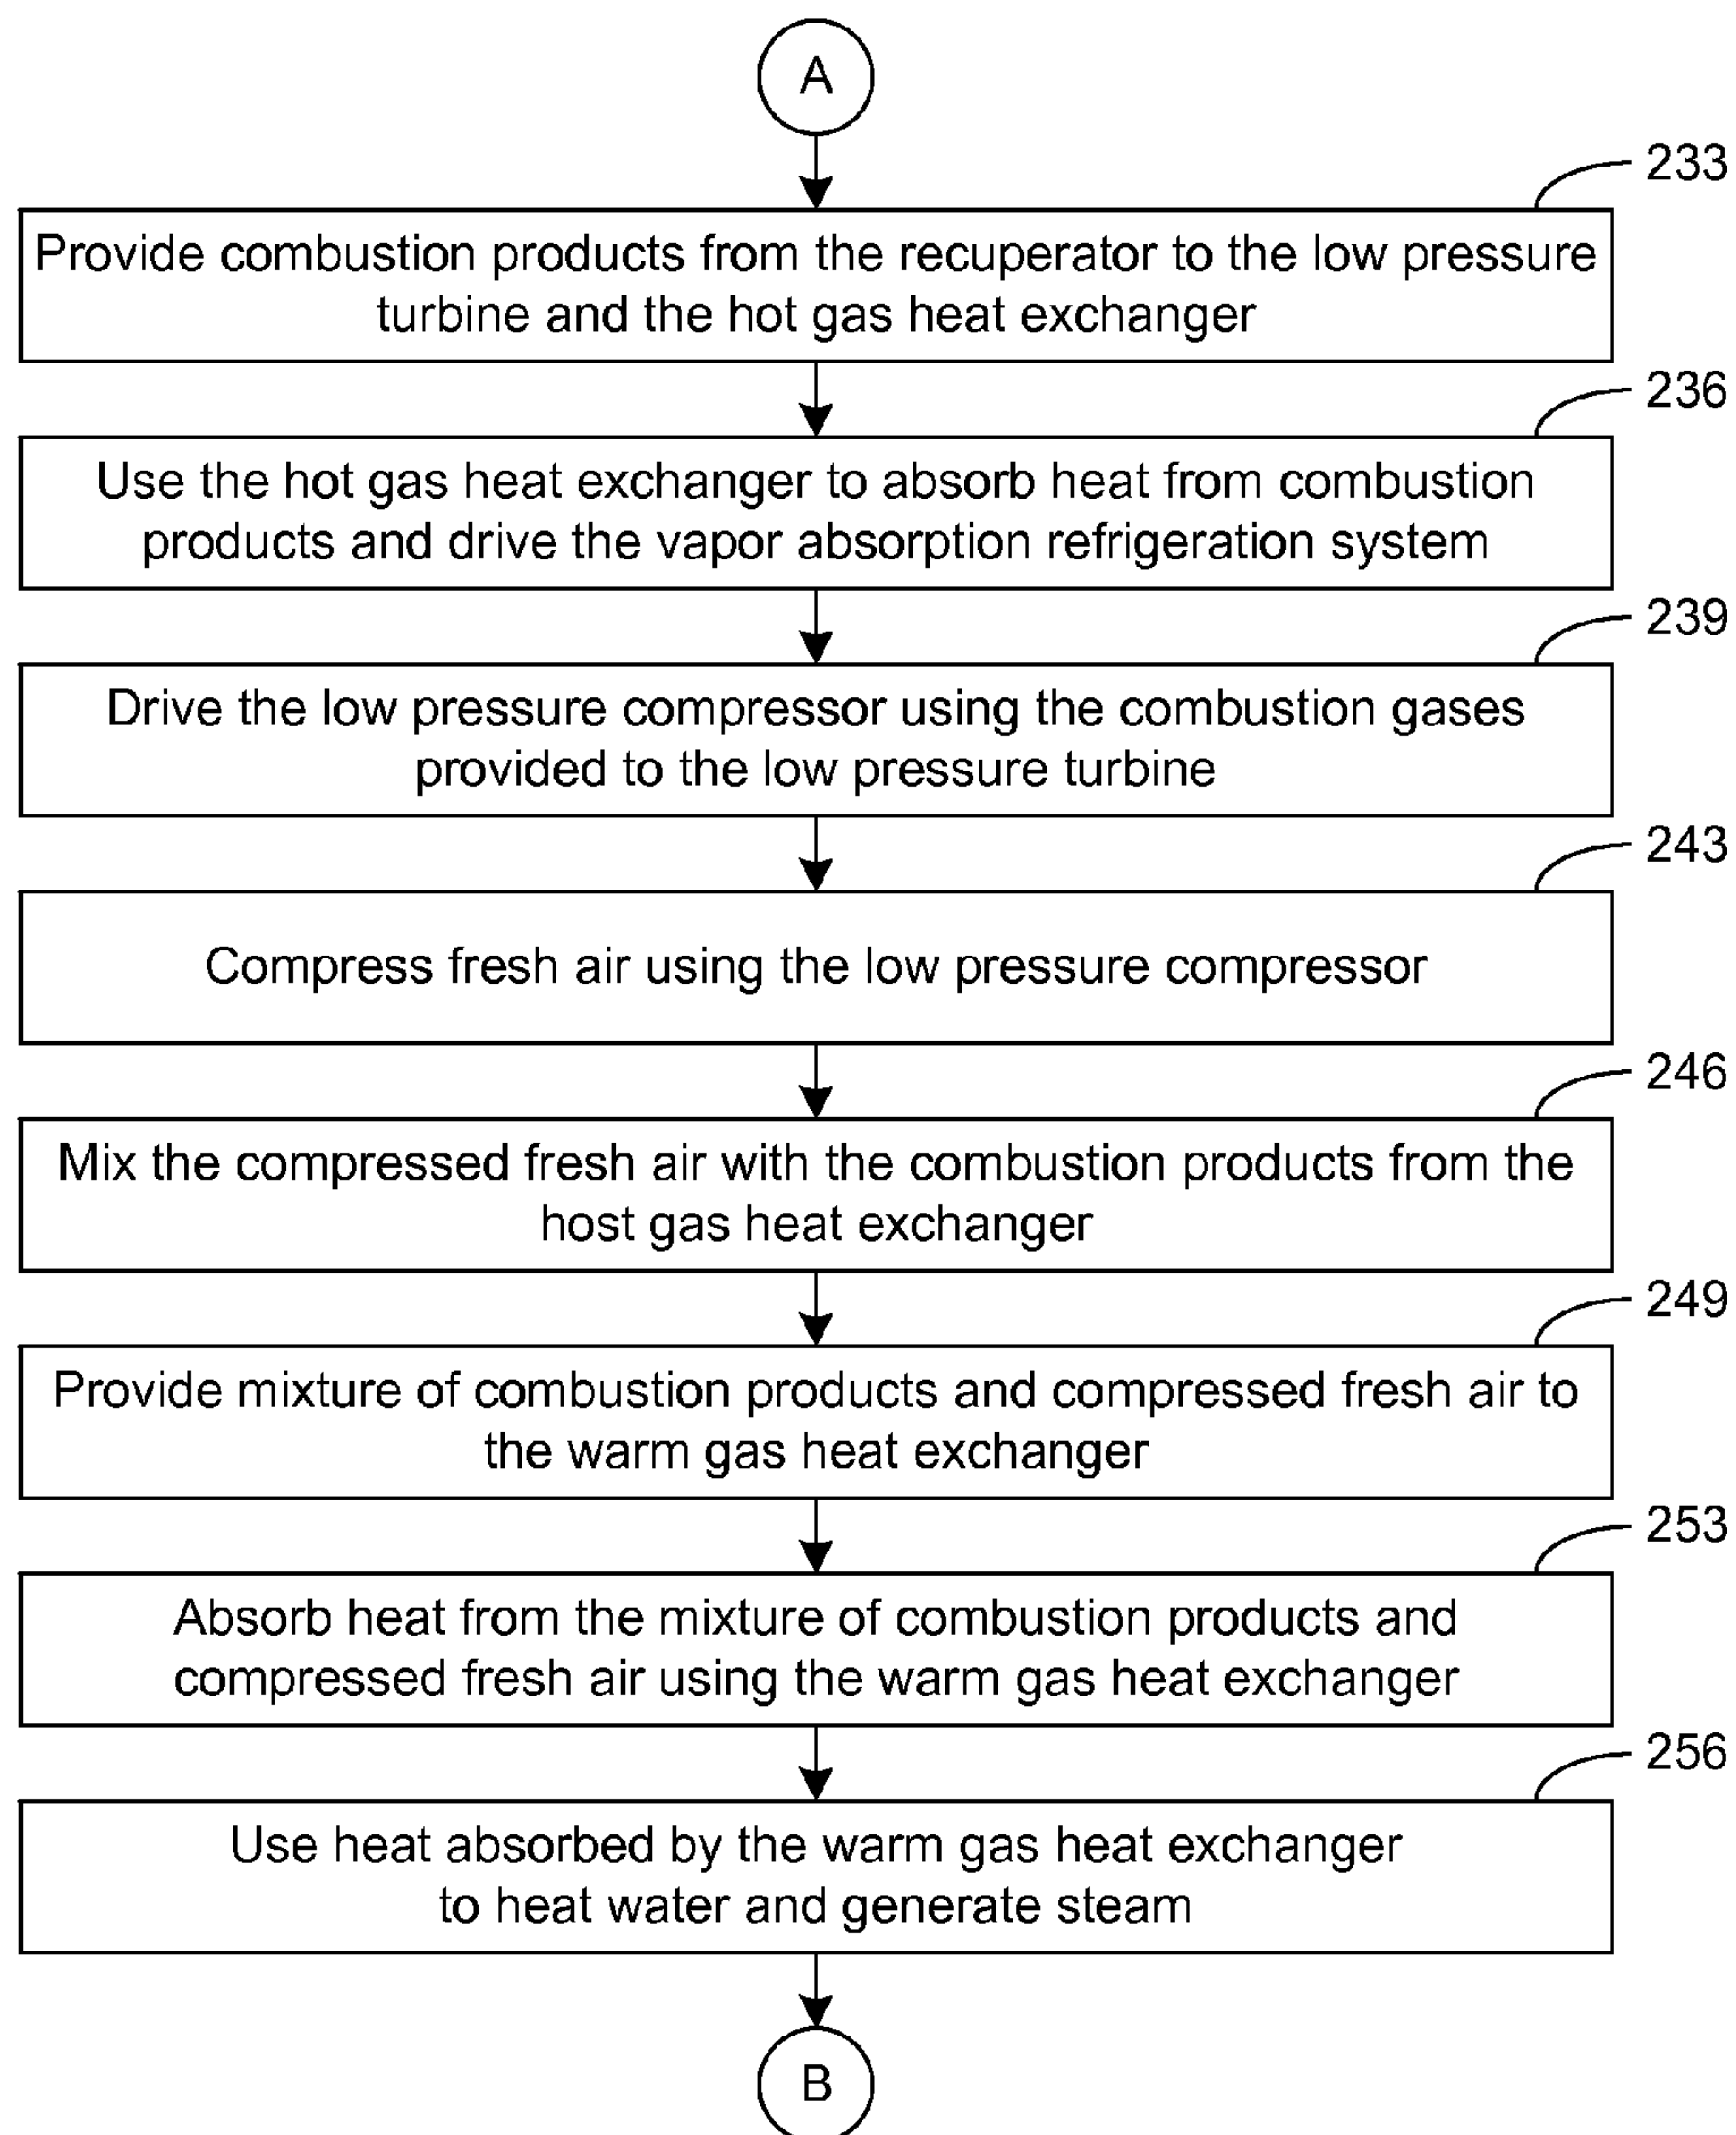 A
233
Provide combustion products from the recuperator to the low pressure
turbine and the hot gas heat exchanger
236
Use the hot gas heat exchanger to absorb heat from combustion
products and drive the vapor absorption refrigeration system
239
Drive the low pressure compressor using the combustion gases
provided to the low pressure turbine
243
Compress fresh air using the low pressure compressor
246
Mix the compressed fresh air with the combustion products from the
host gas heat exchanger
249
Provide mixture of combustion products and compressed fresh air to
the warm gas heat exchanger
253
Absorb heat from the mixture of combustion products and
compressed fresh air using the warm gas heat exchanger
256
Use heat absorbed by the warm gas heat exchanger
to heat water and generate steam
B